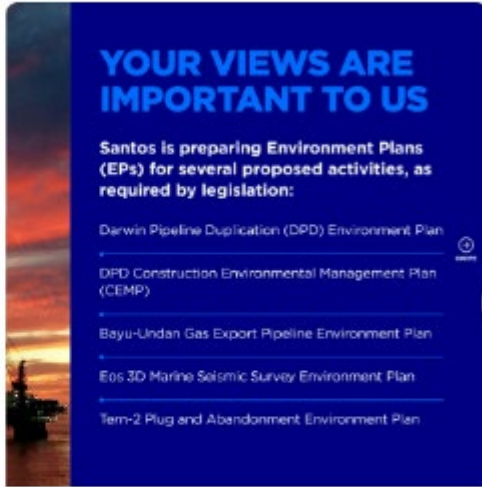 YOUR VIEWS ARE
IMPORTANT TO US
Santos is preparing Environment Plans
(EPs) for several proposed activities, as
required by legislation:
Darwin Pipeline Duplication (DPD) Environment Plan
DPD Construction Environmental Management Plan
(CEMP)
Bayu-Undan Gas Export Pipeline Environment Plan
Eos 3D Marine Seismic Survey Environment Plan
Tern-2 Plug and Abandonment Environment Plan